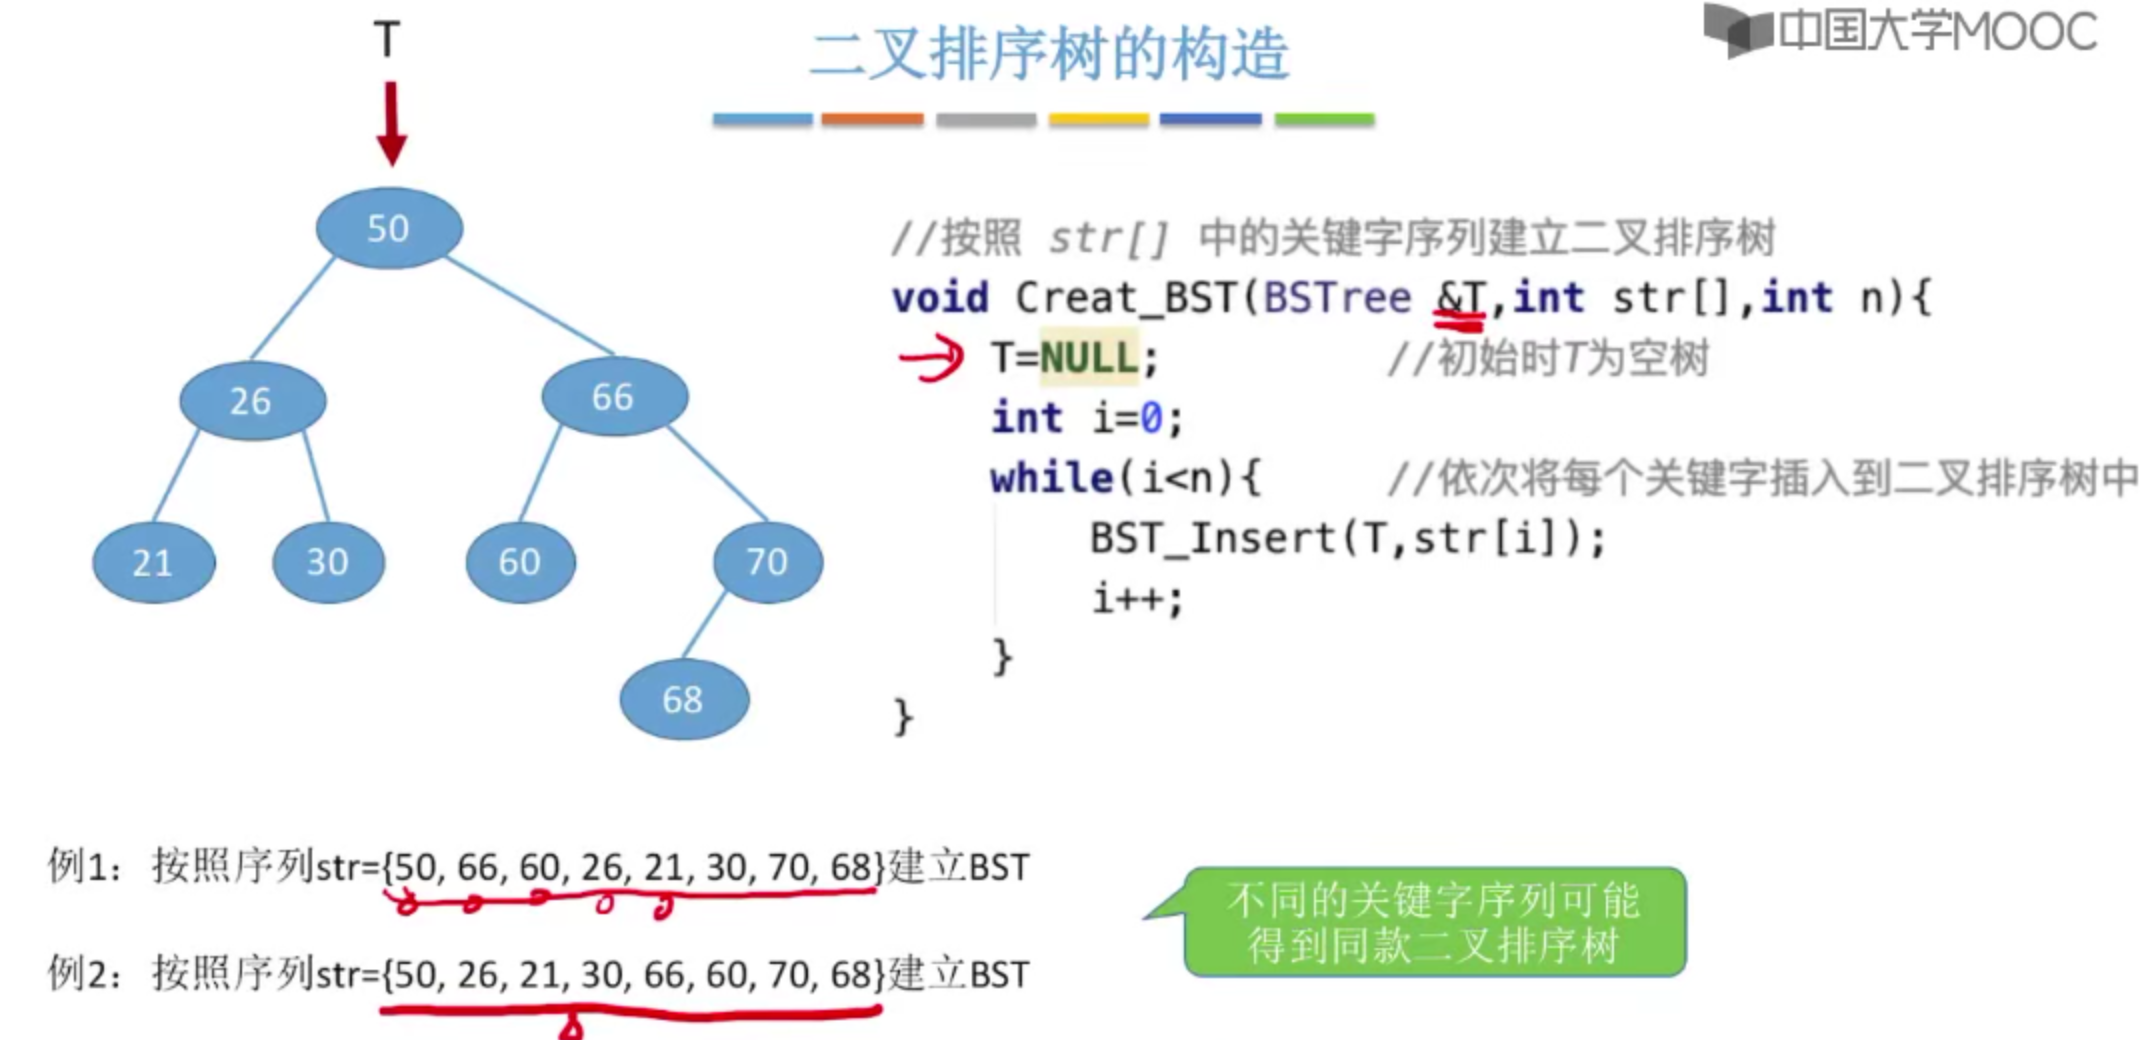 T
二叉排序树的构造
中国大学MOOC
50
26
66
21
30
60
70
68
//按照 str[] 中的关键字序列建立二叉排序树
void Creat_BST(BSTree &T,int str[],int n){
T=NULL; //初始时T为空树
int i=0;
while(i<n){ //依次将每个关键字插入到二叉排序树中
BST_Insert(T,str[i]);
i++;
}
}
例1：按照序列str={50, 66, 60, 26, 21, 30, 70, 68}建立BST
例2：按照序列str={50, 26, 21, 30, 66, 60, 70, 68}建立BST
不同的关键字序列可能
得到同款二叉排序树